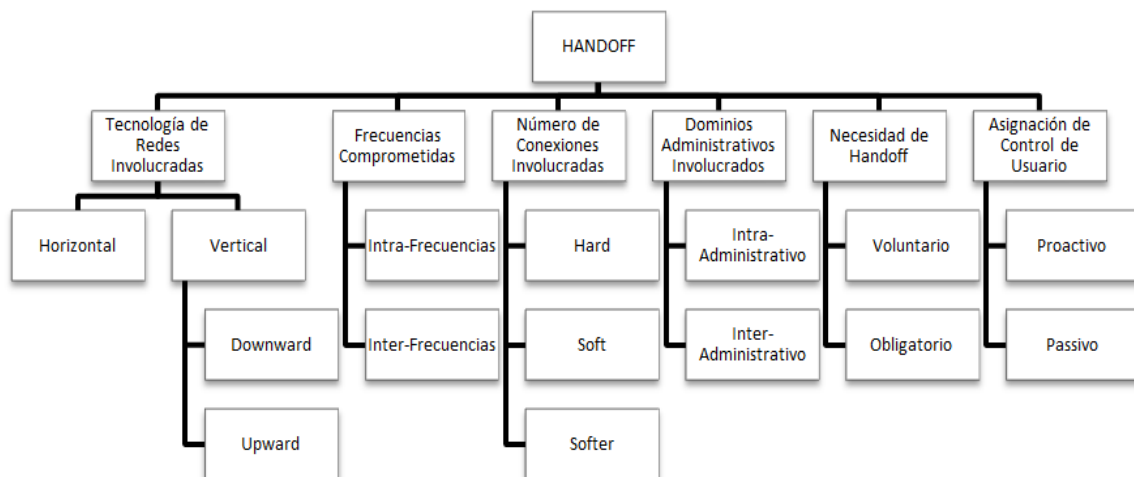 HANDOFF
Tecnología de
Redes
Involucradas
Frecuencias
Comprometidas
Número de
Conexiones
Involucradas
Dominios
Administrativos
Involucrados
Necesidad de
Handoff
Asignación de
Control de
Usuario
Horizontal
Vertical
Intra-Frecuencias
Hard
Intra-
Administrativo
Voluntario
Proactivo
Downward
Inter-Frecuencias
Soft
Inter-
Administrativo
Obligatorio
Pasivo
Upward
Softer